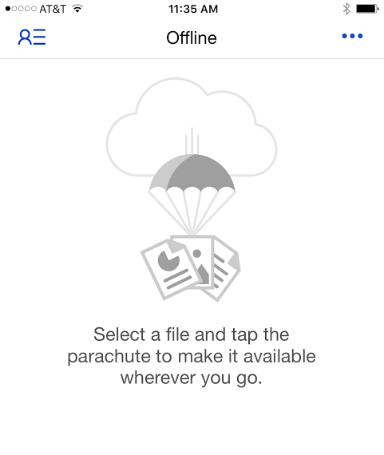 AT&T 11:35 AM
Offline
Select a file and tap the
parachute to make it available
wherever you go.